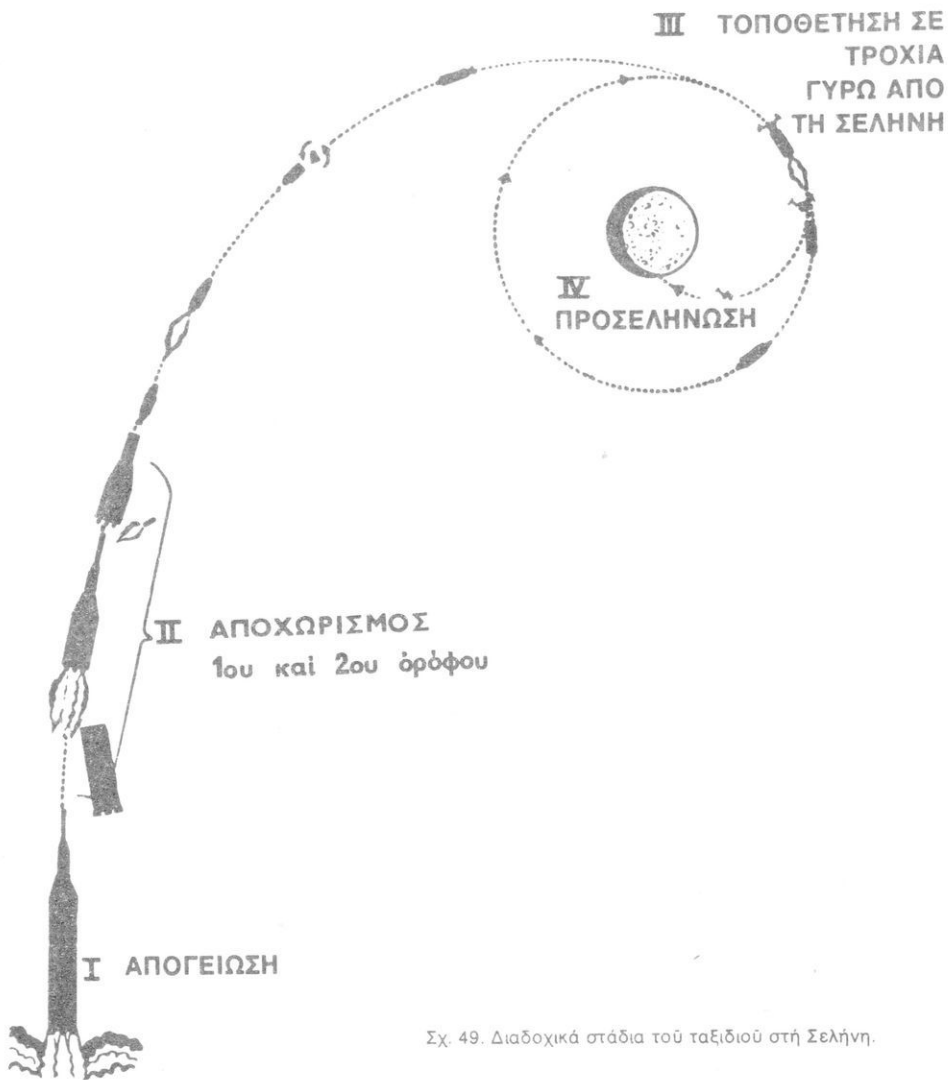 III ΤΟΠΟΘΕΤΗΣΗ ΣΕ
ΤΡΟΧΙΑ
ΓΥΡΩ ΑΠΟ
ΤΗ ΣΕΛΗΝΗ
IV
ΠΡΟΣΕΛΗΝΩΣΗ
II ΑΠΟΧΩΡΙΣΜΟΣ
1ου καί 2ου ὀρόφου
I ΑΠΟΓΕΙΩΣΗ
Σχ. 49. Διαδοχικά στάδια τοῦ ταξιδιοῦ στή Σελήνη.